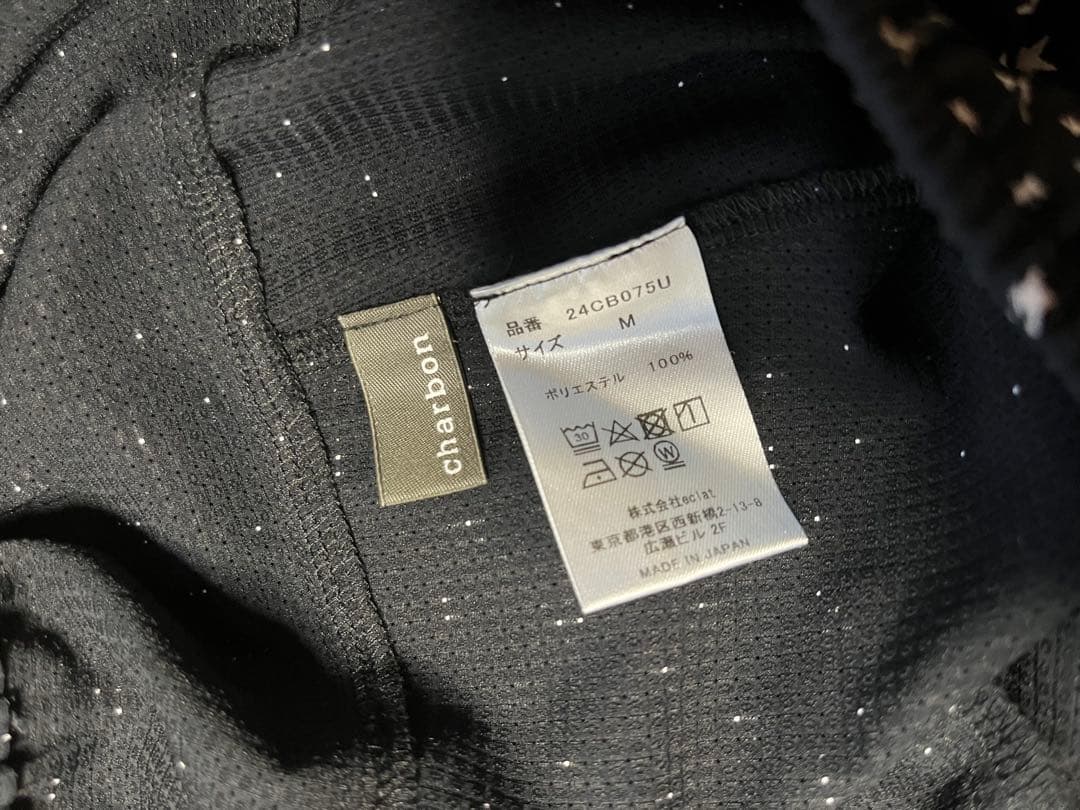 charbon
品番 24CB075U
サイズ M
ポリエステル 100%
30
W
株式会社eclat
東京都港区西新橋2-13-8
広瀬ビル 2F
MADE IN JAPAN